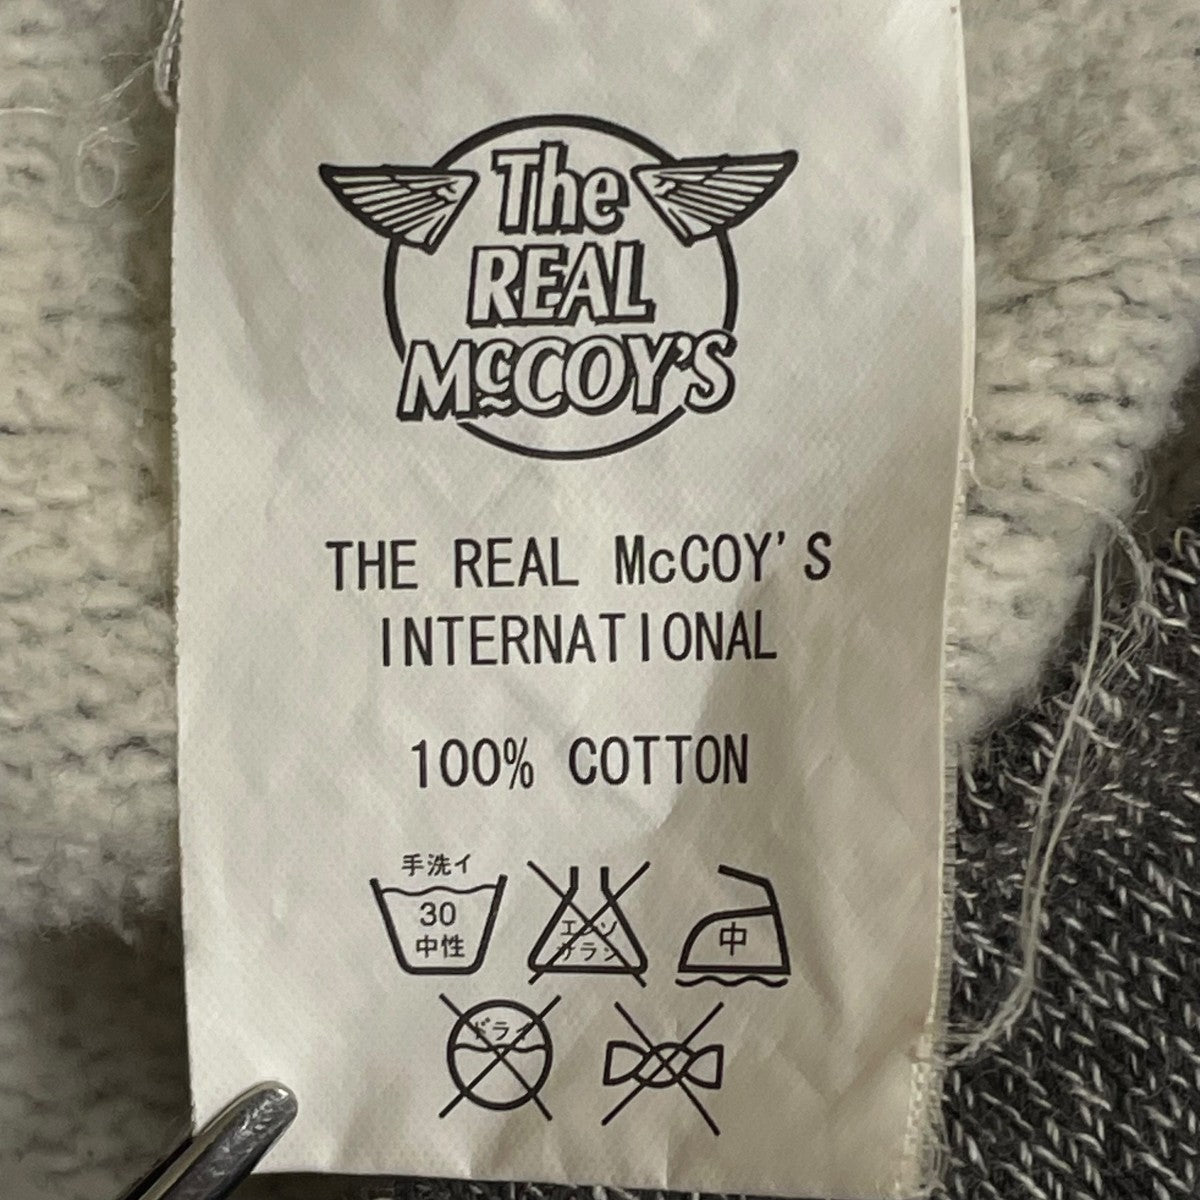 The
REAL
McCOY'S
THE REAL McCOY'S
INTERNATIONAL
100% COTTON
手洗イ
30
中性
エンソ
サラシ
中
ドライ